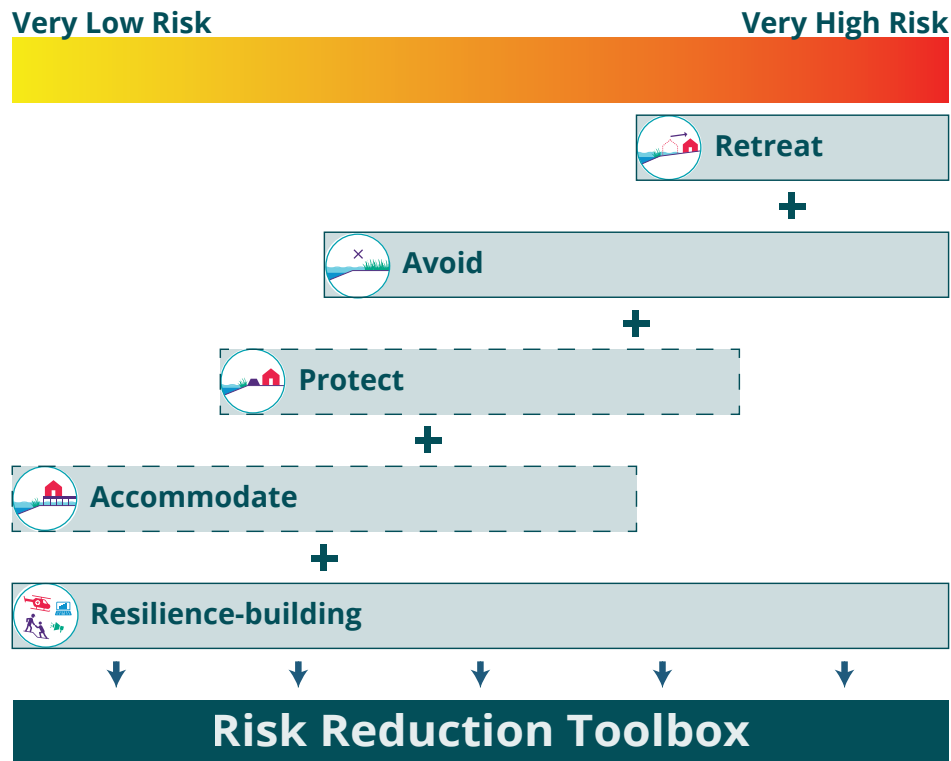 Very Low Risk
Very High Risk
Retreat
+
Avoid
+
Protect
+
Accommodate
+
Resilience-building
Risk Reduction Toolbox